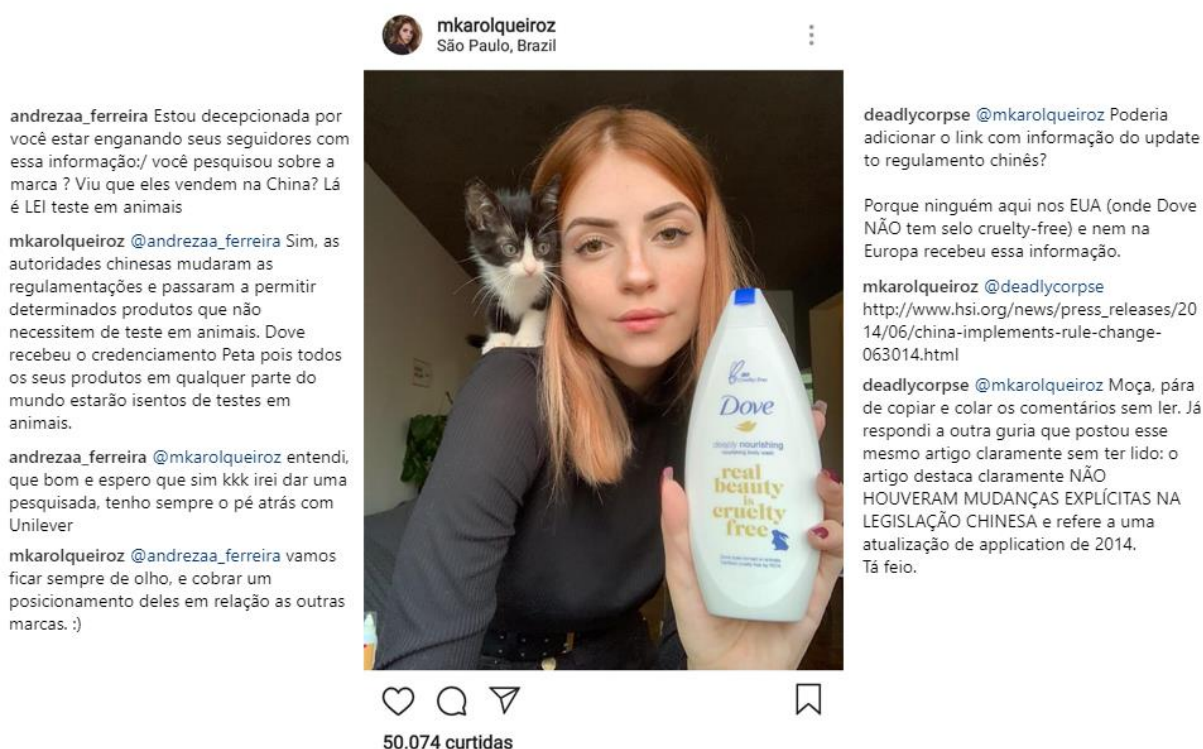 mkarolqueiroz
São Paulo, Brazil
andrezaa_ferreira Estou decepcionada por
você estar enganando seus seguidores com
essa informação:/ você pesquisou sobre a
marca ? Viu que eles vendem na China? Lá
é LEI teste em animais
mkarolqueiroz @andrezaa_ferreira Sim, as
autoridades chinesas mudaram as
regulamentações e passaram a permitir
determinados produtos que não
necessitem de teste em animais. Dove
recebeu o credenciamento Peta pois todos
os seus produtos em qualquer parte do
mundo estarão isentos de testes em
animais.
andrezaa_ferreira @mkarolqueiroz entendi,
que bom e espero que sim kkk irei dar uma
pesquisada, tenho sempre o pé atrás com
Unilever
mkarolqueiroz @andrezaa_ferreira vamos
ficar sempre de olho, e cobrar um
posicionamento deles em relação as outras
marcas. :)
Dove
deeply nourishing
nourishing body wash
real
beauty
is
cruelty
free
deadlycorpse @mkarolqueiroz Poderia
adicionar o link com informação do update
to regulamento chinês?
Porque ninguém aqui nos EUA (onde Dove
NÃO tem selo cruelty-free) e nem na
Europa recebeu essa informação.
mkarolqueiroz @deadlycorpse
http://www.hsi.org/news/press_releases/20
14/06/china-implements-rule-change-
063014.html
deadlycorpse @mkarolqueiroz Moça, pára
de copiar e colar os comentários sem ler. Já
respondi a outra guria que postou esse
mesmo artigo claramente sem ter lido: o
artigo destaca claramente NÃO
HOUVERAM MUDANÇAS EXPLÍCITAS NA
LEGISLAÇÃO CHINESA e refere a uma
atualização de application de 2014.
Tá feio.
50.074 curtidas